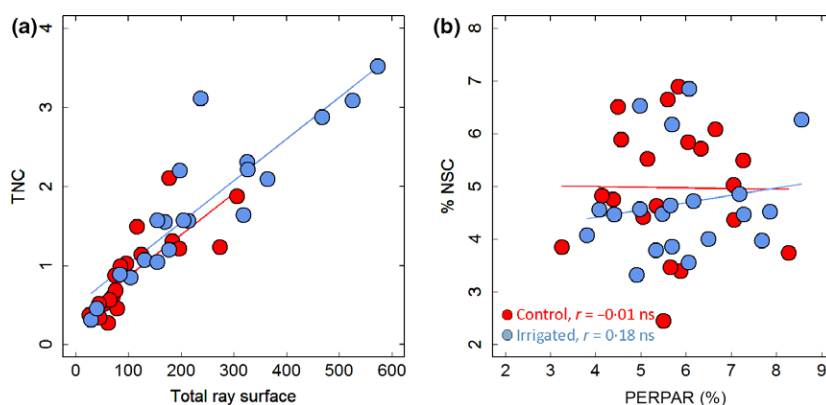 (a)
4
3
2
1
0
TNC
0 100 200 300 400 500 600
Total ray surface
(b)
8
7
6
5
4
3
2
% NSC
Control, r = –0·01 ns
Irrigated, r = 0·18 ns
2 3 4 5 6 7 8 9
PERPAR (%)